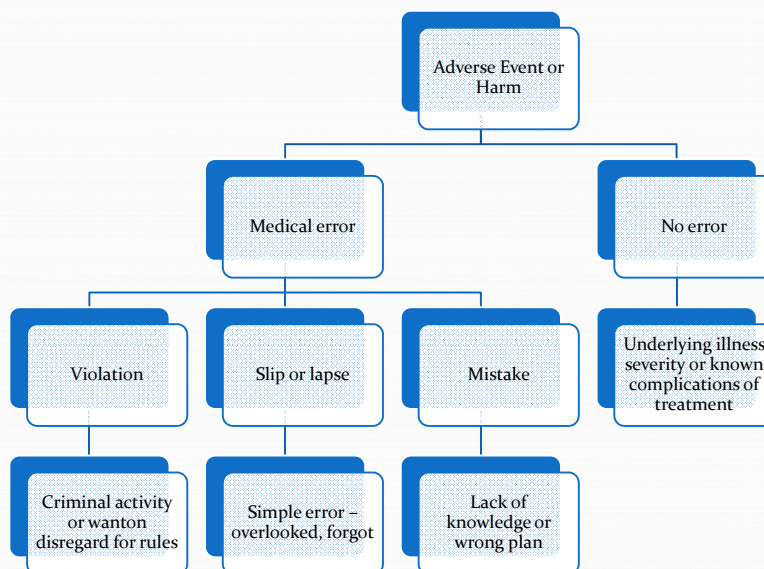 Adverse Event or
Harm
Medical error
No error
Violation
Slip or lapse
Mistake
Underlying illness
severity or known
complications of
treatment
Criminal activity
or wanton
disregard for rules
Simple error –
overlooked, forgot
Lack of
knowledge or
wrong plan